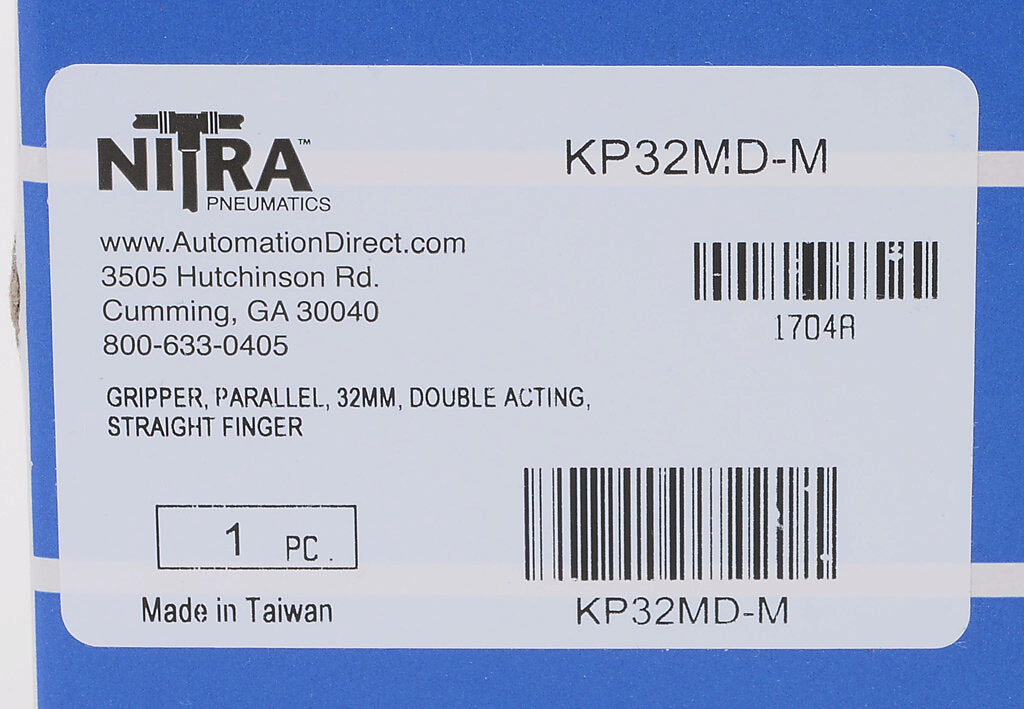 NITRA™
PNEUMATICS
KP32MD-M
www.AutomationDirect.com
3505 Hutchinson Rd.
Cumming, GA 30040
800-633-0405
1704A
GRIPPER, PARALLEL, 32MM, DOUBLE ACTING,
STRAIGHT FINGER
1 PC.
Made in Taiwan
KP32MD-M